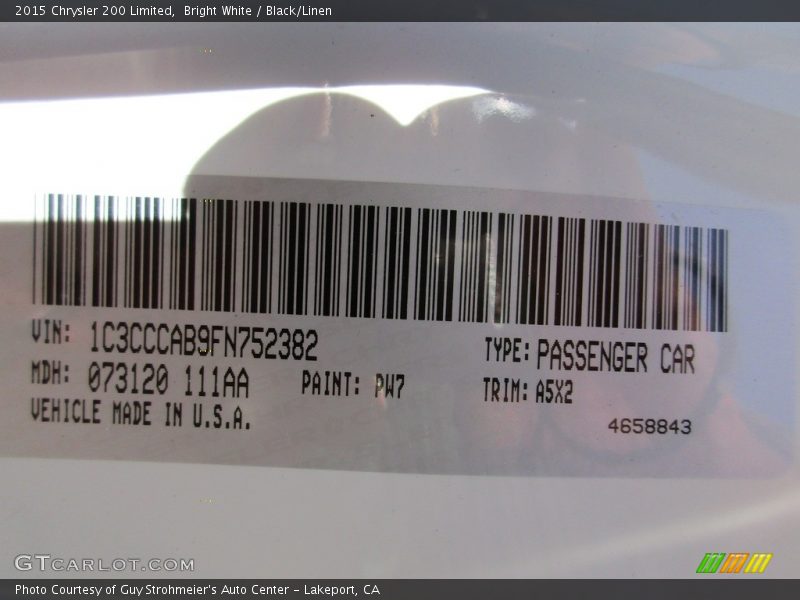 2015 Chrysler 200 Limited,  Bright White / Black/Linen
VIN: 1C3CCCAB9FN752382 TYPE: PASSENGER CAR
MDH: 073120 111AA PAINT: PW7 TRIM: A5X2
VEHICLE MADE IN U.S.A. 4658843
GTCARLOT.COM
Photo Courtesy of Guy Strohmeier's Auto Center - Lakeport, CA